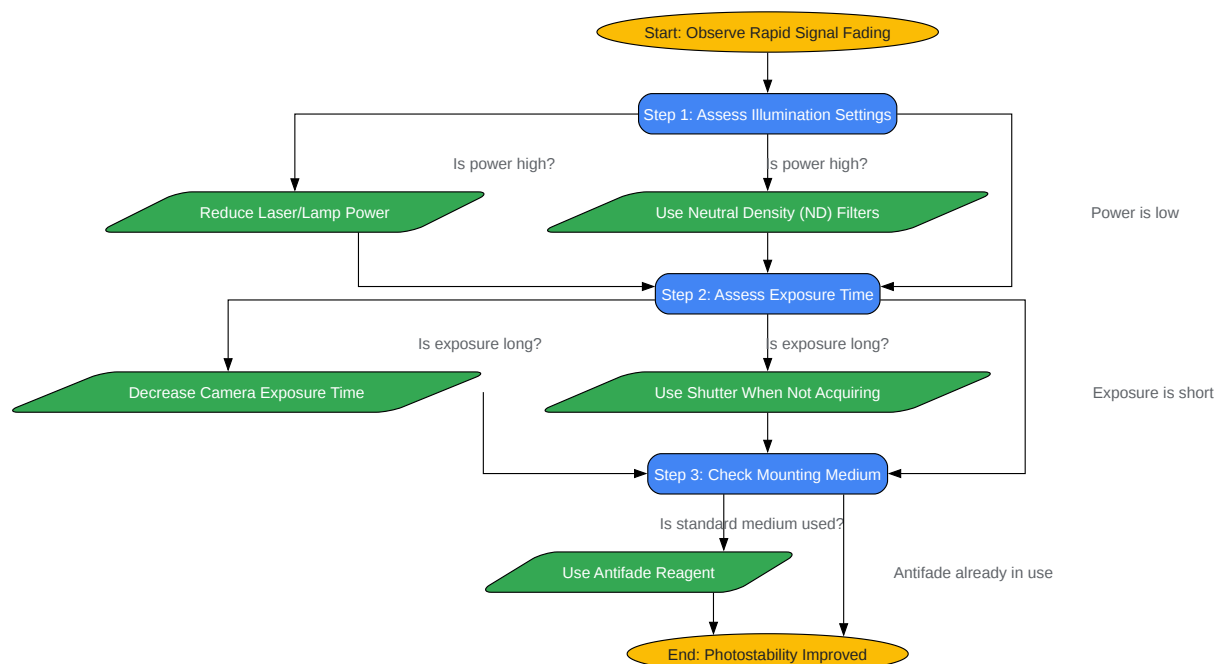 Start: Observe Rapid Signal Fading
Step 1: Assess Illumination Settings
Is power high?
Is power high?
Reduce Laser/Lamp Power
Use Neutral Density (ND) Filters
Power is low
Step 2: Assess Exposure Time
Is exposure long?
Is exposure long?
Decrease Camera Exposure Time
Use Shutter When Not Acquiring
Exposure is short
Step 3: Check Mounting Medium
Is standard medium used?
Use Antifade Reagent
Antifade already in use
End: Photostability Improved